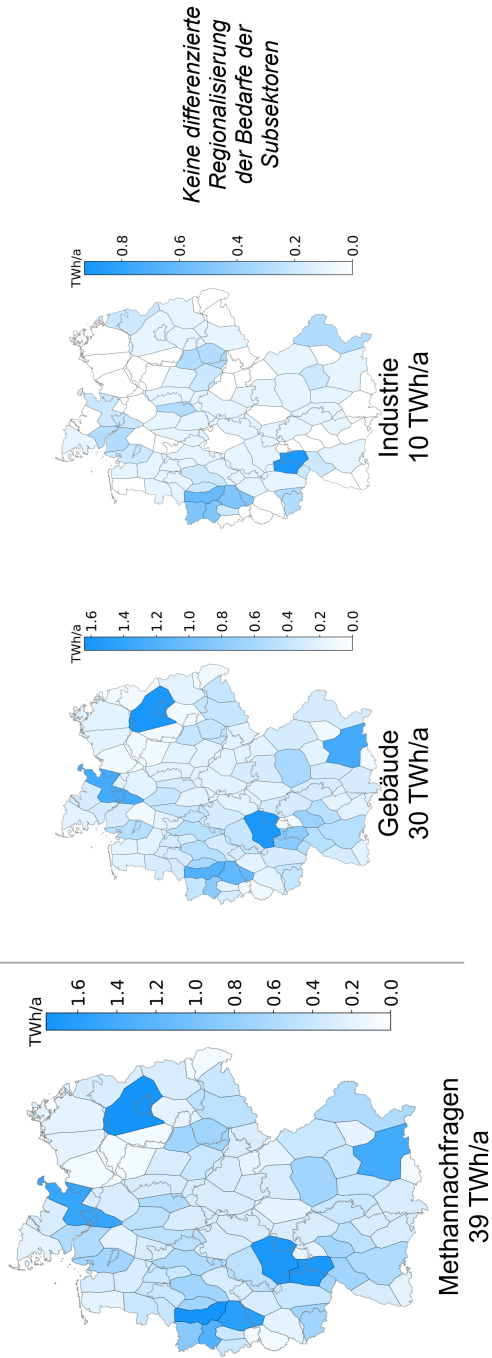 TWh/a
1.6
1.4
1.2
1.0
0.8
0.6
0.4
0.2
0.0
Methannachfragen
39 TWh/a
TWh/a
1.6
1.4
1.2
1.0
0.8
0.6
0.4
0.2
0.0
Gebäude
30 TWh/a
TWh/a
0.8
0.6
0.4
0.2
0.0
Industrie
10 TWh/a
Keine differenzierte
Regionalisierung
der Bedarfe der
Subsektoren